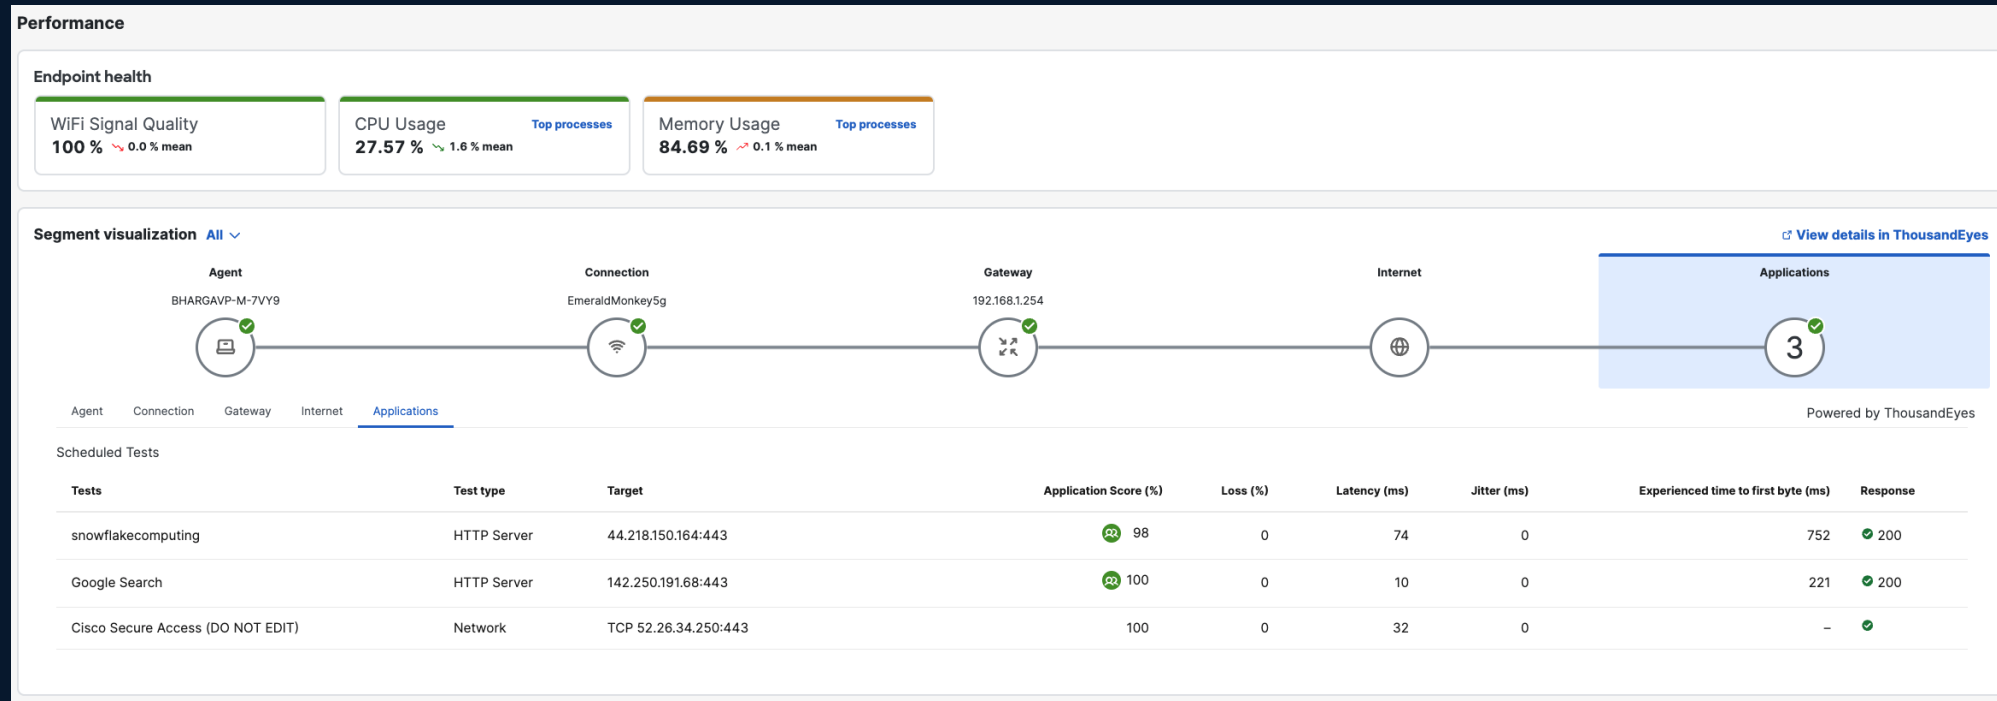 Performance
Endpoint health
WiFi Signal Quality
100 % 0.0 % mean
CPU Usage Top processes
27.57 % 1.6 % mean
Memory Usage Top processes
84.69 % 0.1 % mean
Segment visualization All View details in ThousandEyes
Agent Connection Gateway Internet Applications
BHARGAVP-M-7VY9 EmeraldMonkey5g 192.168.1.254
3
Agent Connection Gateway Internet Applications Powered by ThousandEyes
Scheduled Tests
Tests Test type Target Application Score (%) Loss (%) Latency (ms) Jitter (ms) Experienced time to first byte (ms) Response
snowflakecomputing HTTP Server 44.218.150.164:443 98 0 74 0 752 200
Google Search HTTP Server 142.250.191.68:443 100 0 10 0 221 200
Cisco Secure Access (DO NOT EDIT) Network TCP 52.26.34.250:443 100 0 32 0 –